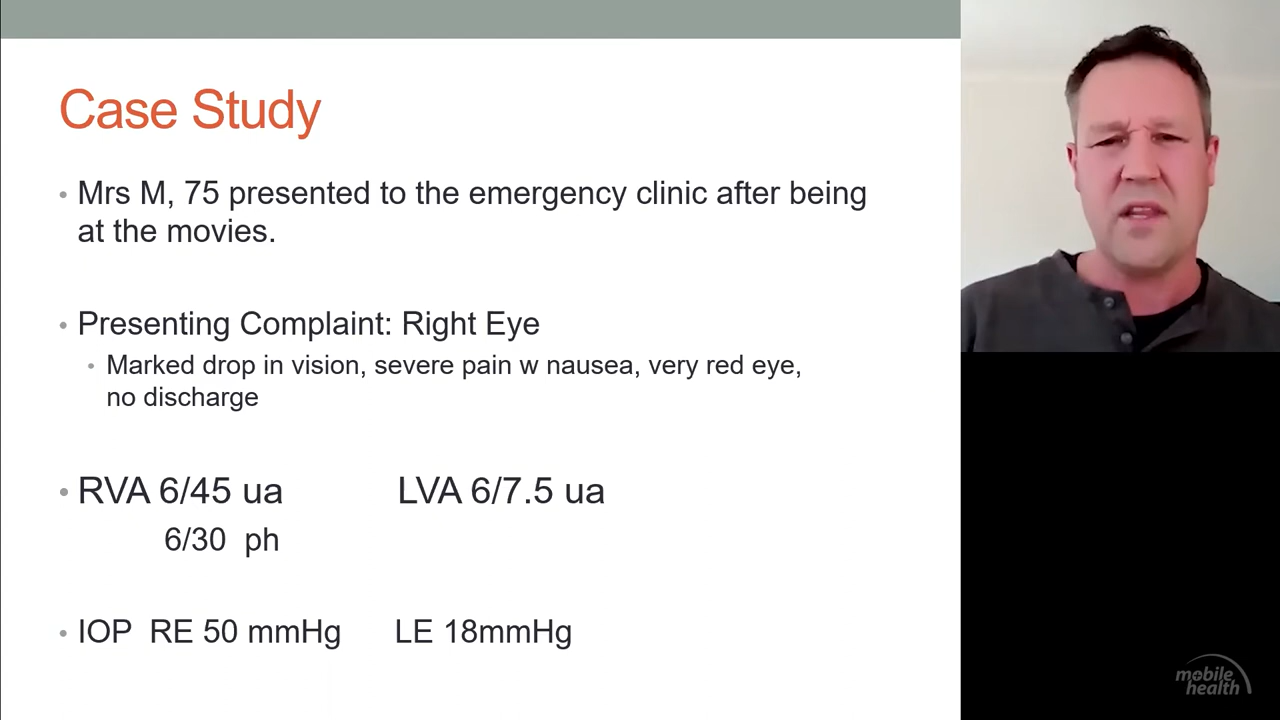 Case Study
• Mrs M, 75 presented to the emergency clinic after being
at the movies.
• Presenting Complaint: Right Eye
• Marked drop in vision, severe pain w nausea, very red eye,
no discharge
• RVA 6/45 ua LVA 6/7.5 ua
6/30 ph
• IOP RE 50 mmHg LE 18mmHg
mobile
health